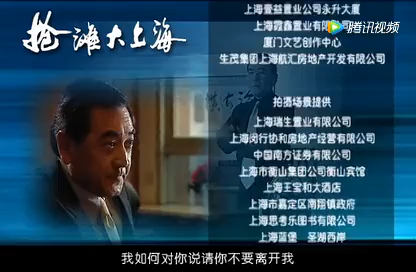 抢滩大上海
腾讯视频
上海壹益置业公司永升大厦
上海霞鑫置业有限公司
厦门文艺创作中心
生茂集团上海航汇房地产开发有限公司
拍摄场景提供
上海瑞生置业有限公司
上海闵行协和房地产经营有限公司
中国南方证券有限公司
上海市衡山集团公司衡山宾馆
上海王宝和大酒店
上海市嘉定区南翔镇政府
上海思考乐图书有限公司
上海蓝堡 圣湖西岸
我如何对你说请你不要离开我